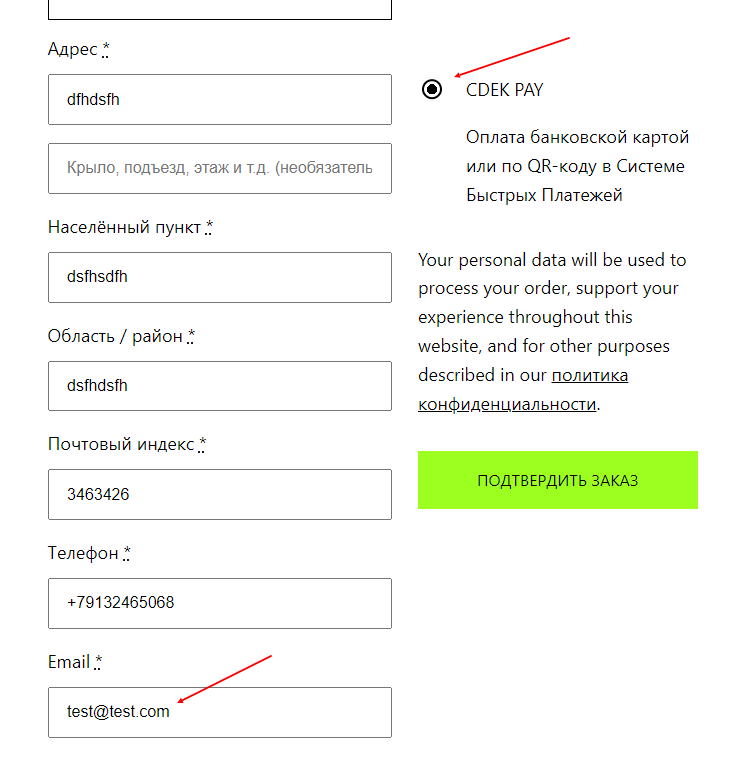 Адрес *
dfhdsfh
Крыло, подъезд, этаж и т.д. (необязатель
Населённый пункт *
dsfhsdfh
Область / район *
dsfhdsfh
Почтовый индекс *
3463426
Телефон *
+79132465068
Email *
test@test.com
CDEK PAY
Оплата банковской картой
или по QR-коду в Системе
Быстрых Платежей
Your personal data will be used to
process your order, support your
experience throughout this
website, and for other purposes
described in our политика
конфиденциальности.
ПОДТВЕРДИТЬ ЗАКАЗ